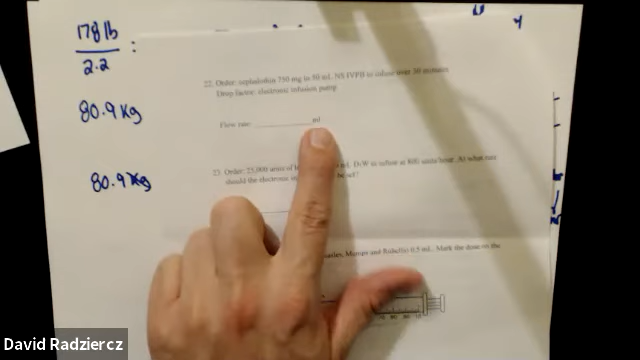 178 lb
2.2 :
80.9 kg
80.9 kg
22. Order: cephalothin 750 mg in 50 mL NS IVPB to infuse over 30 minutes
Drop factor: electronic infusion pump
Flow rate: ml
23. Order: 25,000 units of mL D5W to infuse at 800 units/hour. At what rate
should the electronic be set?
Mumps and Rubella) 0.5 mL. Mark the dose on the
David Radziercz